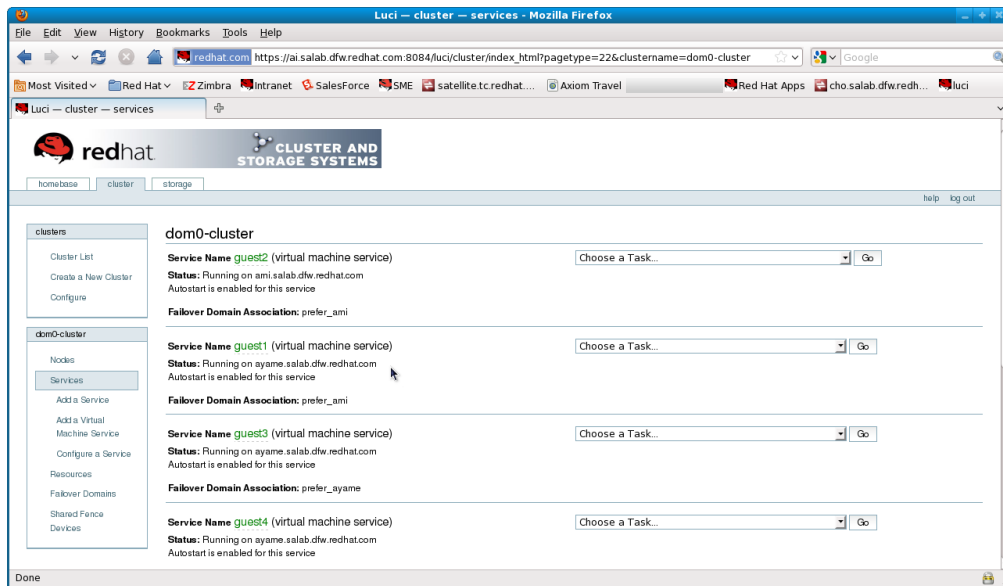 Luci — cluster — services - Mozilla Firefox
File Edit View History Bookmarks Tools Help
redhat.com https://ai.salab.dfw.redhat.com:8084/luci/cluster/index_html?pagetype=22&clustername=dom0-cluster Google
Most Visited Red Hat Zimbra Intranet SalesForce SME satellite.tc.redhat.... Axiom Travel Red Hat Apps cho.salab.dfw.redh... luci
Luci — cluster — services
redhat. CLUSTER AND
STORAGE SYSTEMS
homebase cluster storage
help log out
clusters
Cluster List
Create a New Cluster
Configure
dom0-cluster
Nodes
Services
Add a Service
Add a Virtual
Machine Service
Configure a Service
Resources
Failover Domains
Shared Fence
Devices
dom0-cluster
Service Name guest2 (virtual machine service) Choose a Task... Go
Status: Running on ami.salab.dfw.redhat.com
Autostart is enabled for this service
Failover Domain Association: prefer_ami
Service Name guest1 (virtual machine service) Choose a Task... Go
Status: Running on ayame.salab.dfw.redhat.com
Autostart is enabled for this service
Failover Domain Association: prefer_ami
Service Name guest3 (virtual machine service) Choose a Task... Go
Status: Running on ayame.salab.dfw.redhat.com
Autostart is enabled for this service
Failover Domain Association: prefer_ayame
Service Name guest4 (virtual machine service) Choose a Task... Go
Status: Running on ayame.salab.dfw.redhat.com
Autostart is enabled for this service
Done